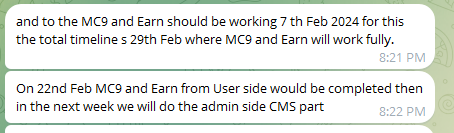 and to the MC9 and Earn should be working 7 th Feb 2024 for this
the total timeline s 29th Feb where MC9 and Earn will work fully.
8:21 PM
On 22nd Feb MC9 and Earn from User side would be completed then
in the next week we will do the admin side CMS part
8:22 PM